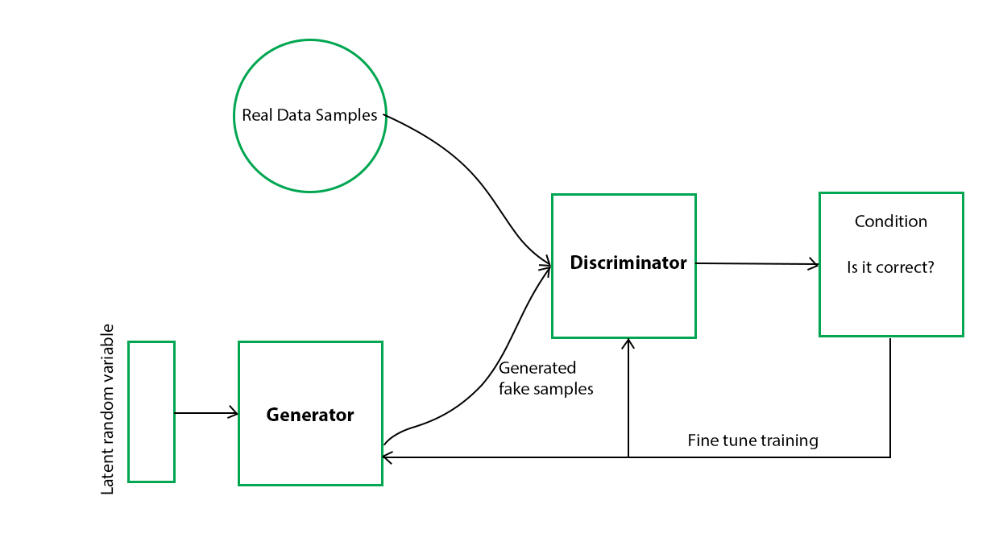 Real Data Samples
Discriminator
Condition
Is it correct?
Latent random variable
Generator
Generated
fake samples
Fine tune training